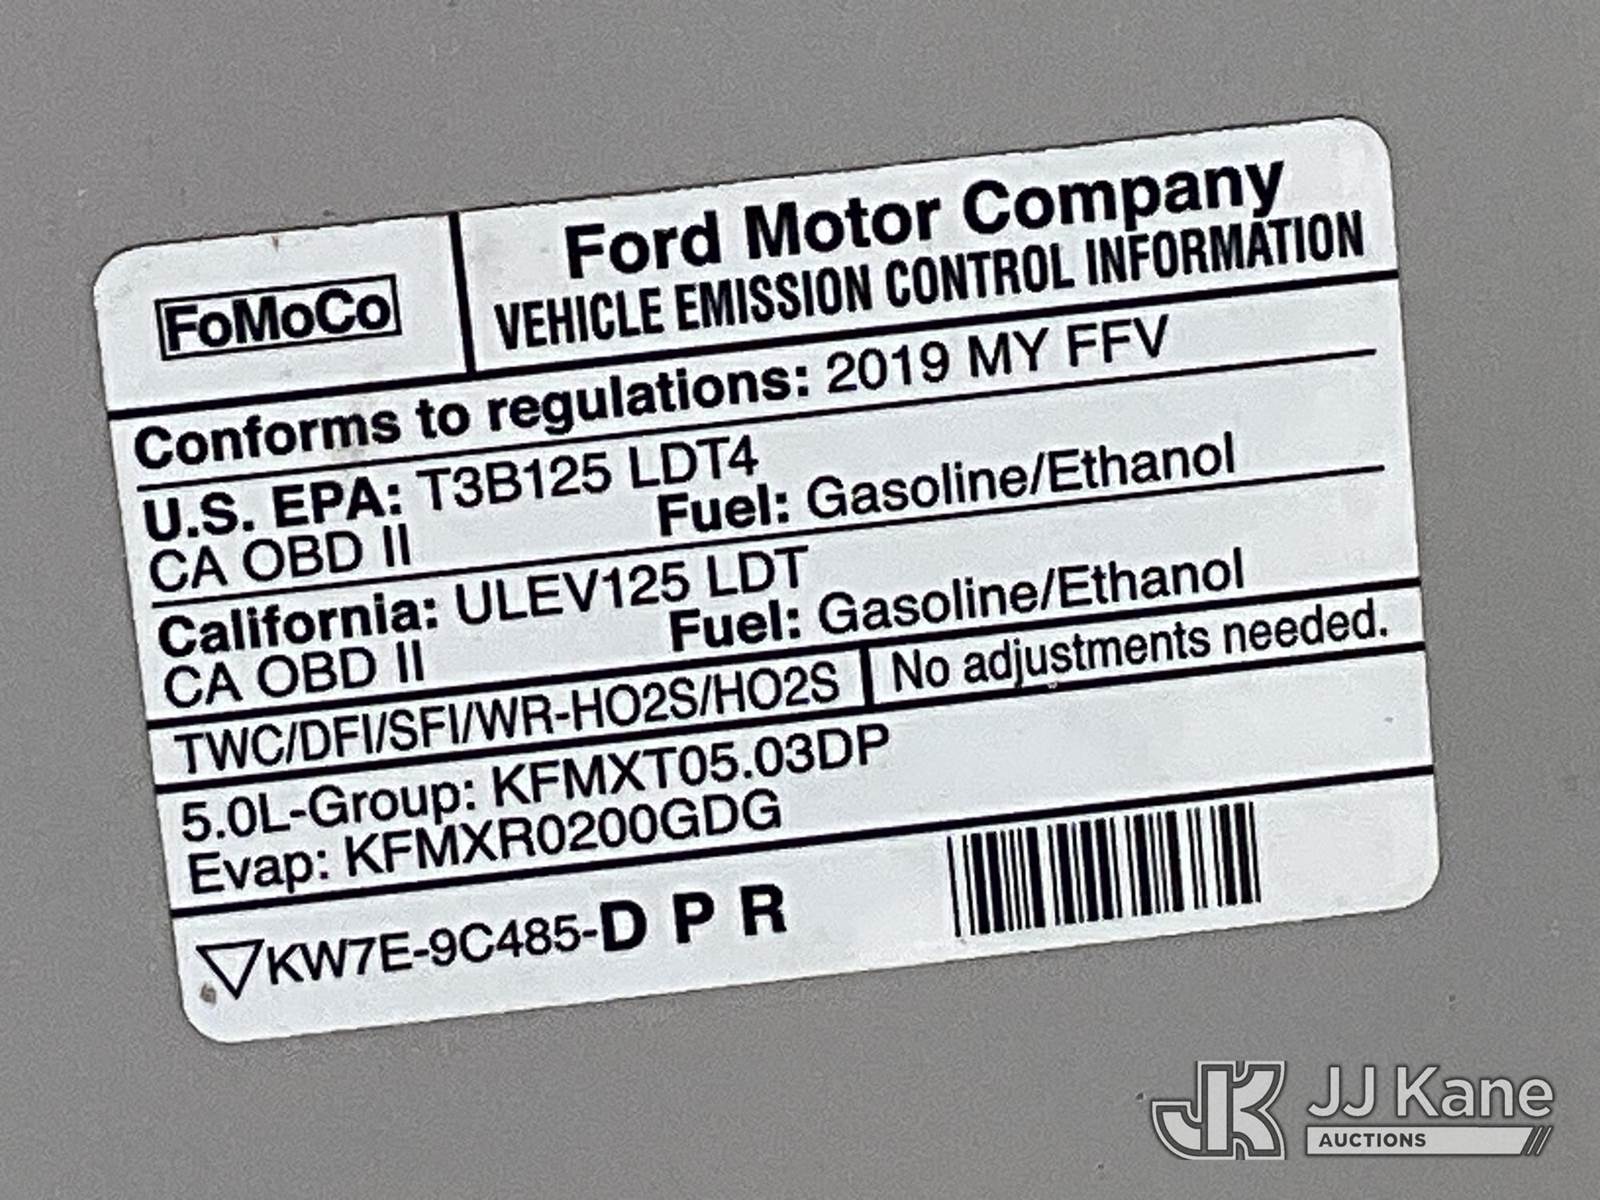 FoMoCo
Ford Motor Company
VEHICLE EMISSION CONTROL INFORMATION
Conforms to regulations: 2019 MY FFV
U.S. EPA: T3B125 LDT4
CA OBD II Fuel: Gasoline/Ethanol
California: ULEV125 LDT
CA OBD II Fuel: Gasoline/Ethanol
TWC/DFI/SFI/WR-HO2S/HO2S No adjustments needed.
5.0L-Group: KFMXT05.03DP
Evap: KFMXR0200GDG
▽KW7E-9C485-D P R
JK JJ Kane
AUCTIONS